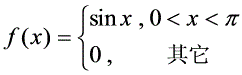 f(x) = { sin x , 0 < x < π
0 , 其它